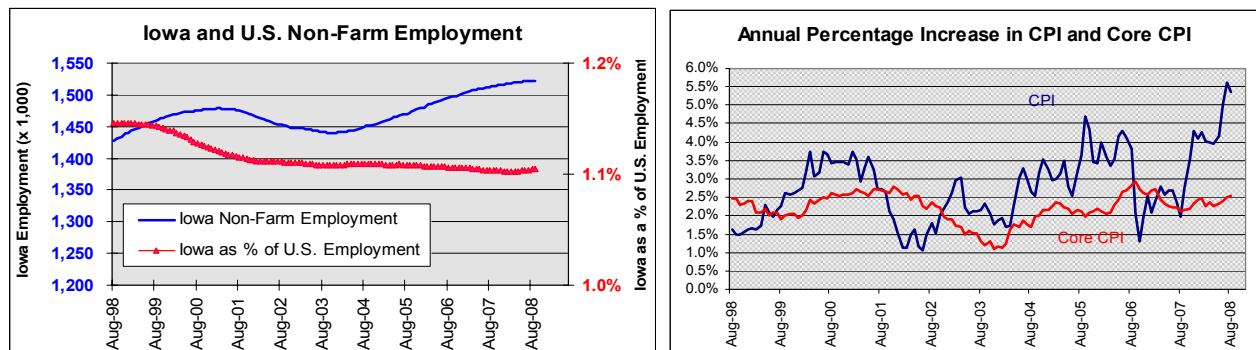 Iowa and U.S. Non-Farm Employment
Iowa Employment (x 1,000)
1,550
1,500
1,450
1,400
1,350
1,300
1,250
1,200
1.2%
1.1%
1.0%
Iowa as a % of U.S. Employment
Iowa Non-Farm Employment
Iowa as % of U.S. Employment
Aug-98
Aug-99
Aug-00
Aug-01
Aug-02
Aug-03
Aug-04
Aug-05
Aug-06
Aug-07
Aug-08
Annual Percentage Increase in CPI and Core CPI
6.0%
5.5%
5.0%
4.5%
4.0%
3.5%
3.0%
2.5%
2.0%
1.5%
1.0%
0.5%
0.0%
CPI
Core CPI
Aug-98
Aug-99
Aug-00
Aug-01
Aug-02
Aug-03
Aug-04
Aug-05
Aug-06
Aug-07
Aug-08